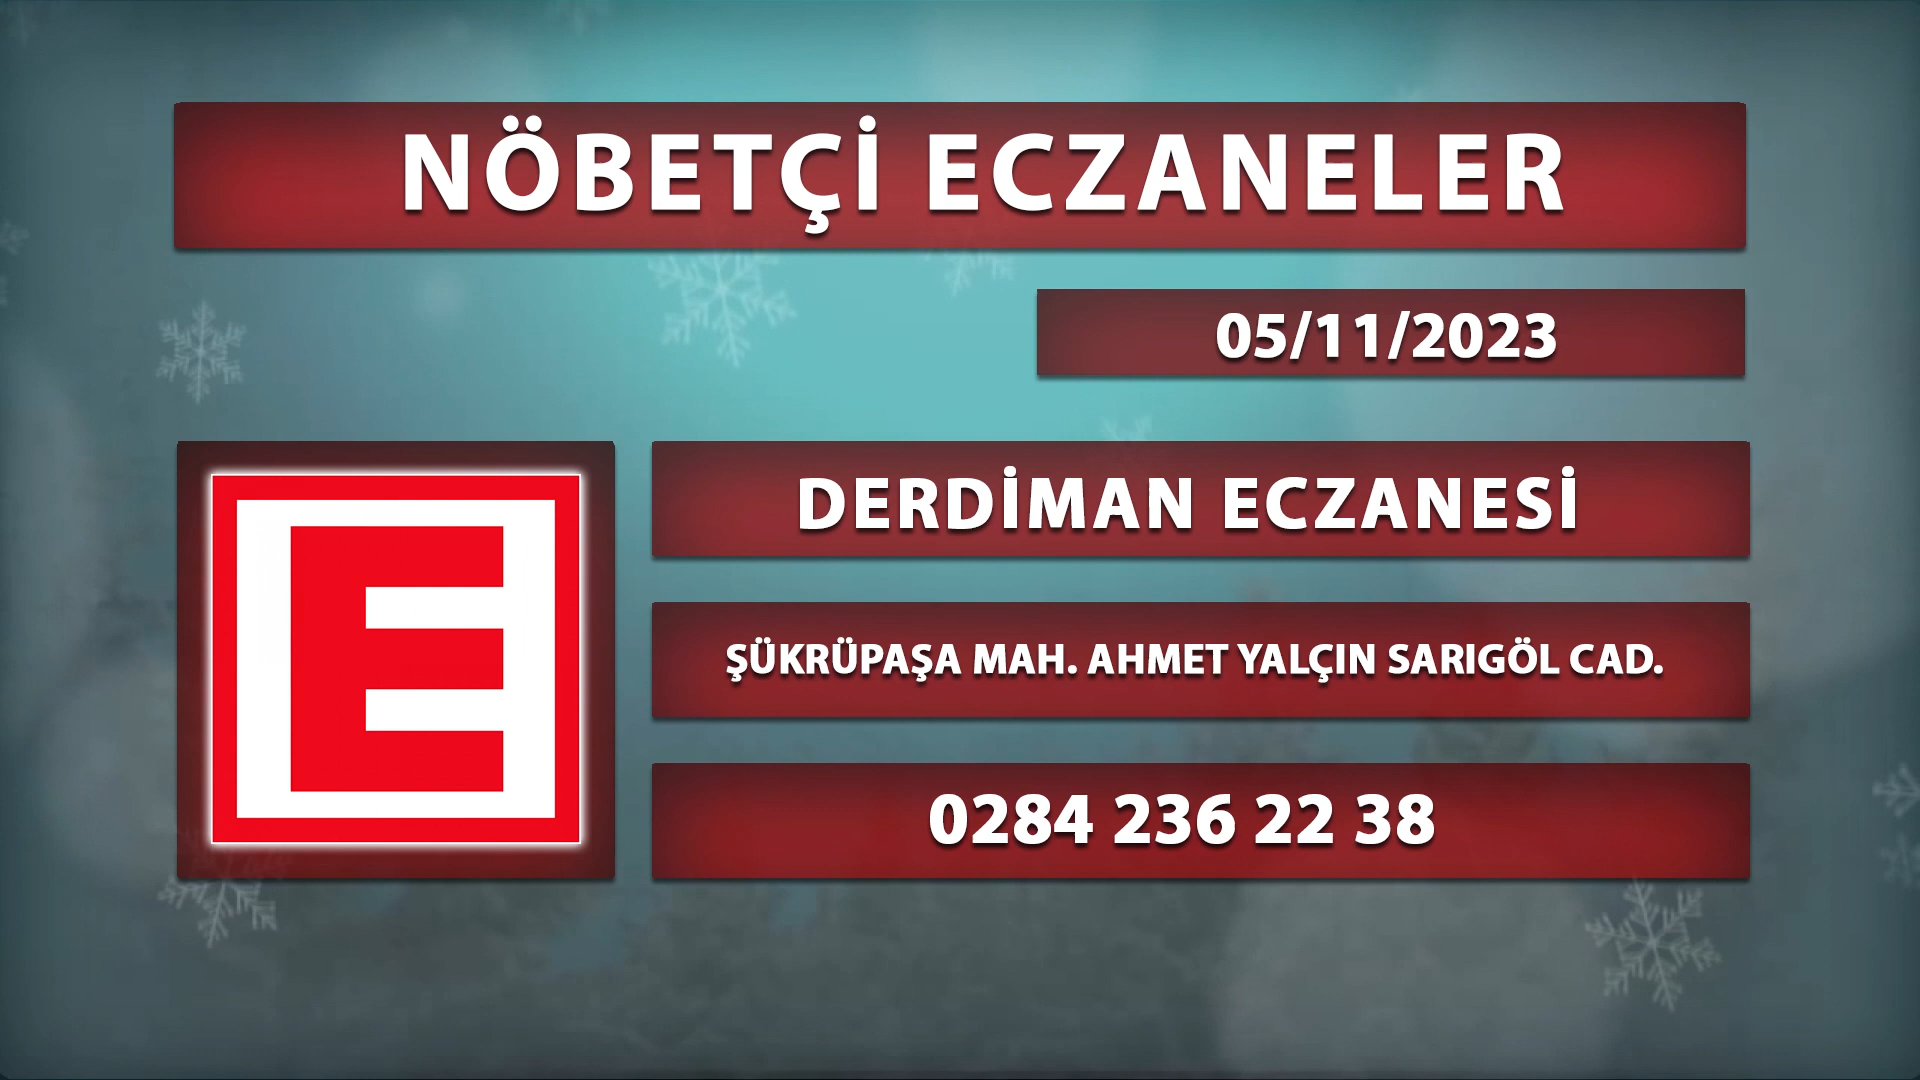 NÖBETÇİ ECZANELER
05/11/2023
E
DERDİMAN ECZANESİ
ŞÜKRÜPAŞA MAH. AHMET YALÇIN SARIGÖL CAD.
0284 236 22 38